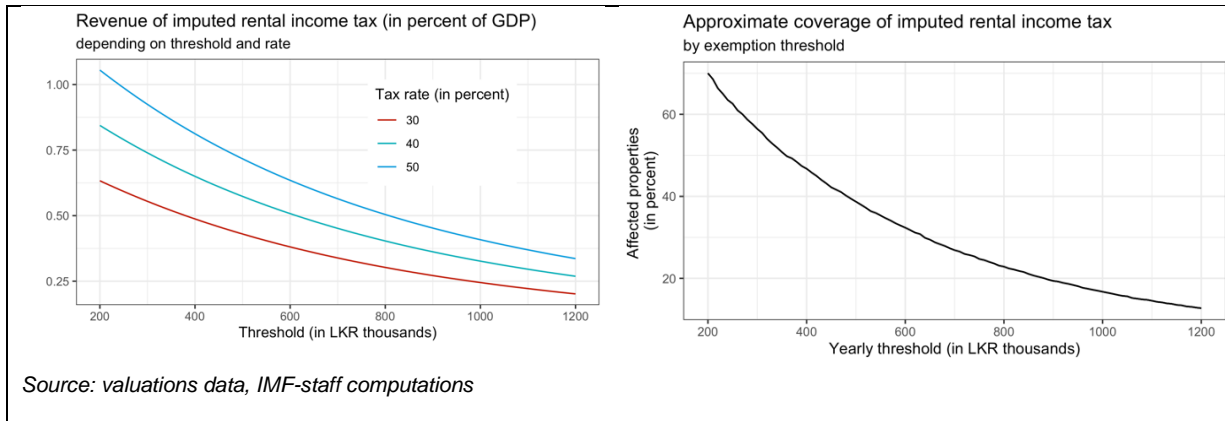 Revenue of imputed rental income tax (in percent of GDP)
depending on threshold and rate
1.00
0.75
0.50
0.25
Tax rate (in percent)
30
40
50
200 400 600 800 1000 1200
Threshold (in LKR thousands)
Approximate coverage of imputed rental income tax
by exemption threshold
Affected properties
(in percent)
60
40
20
200 400 600 800 1000 1200
Yearly threshold (in LKR thousands)
Source: valuations data, IMF-staff computations